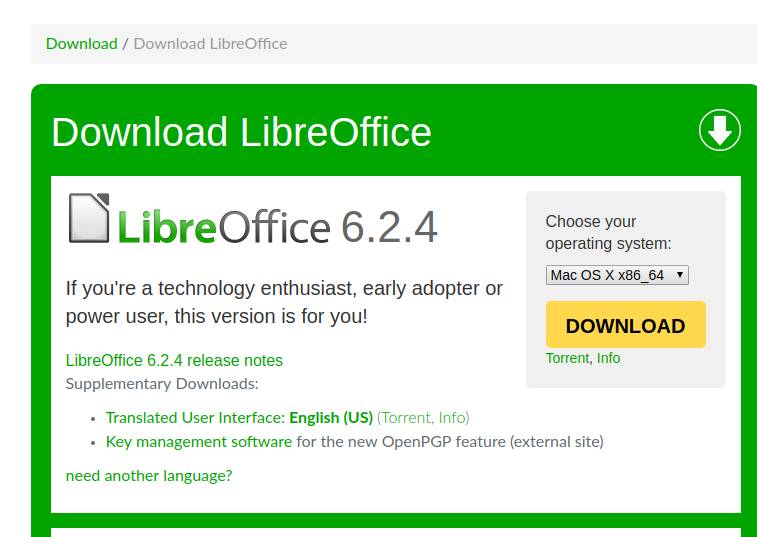 Download / Download LibreOffice
Download LibreOffice
LibreOffice 6.2.4
If you're a technology enthusiast, early adopter or
power user, this version is for you!
LibreOffice 6.2.4 release notes
Supplementary Downloads:
• Translated User Interface: English (US) (Torrent, Info)
• Key management software for the new OpenPGP feature (external site)
need another language?
Choose your
operating system:
Mac OS X x86_64
DOWNLOAD
Torrent, Info